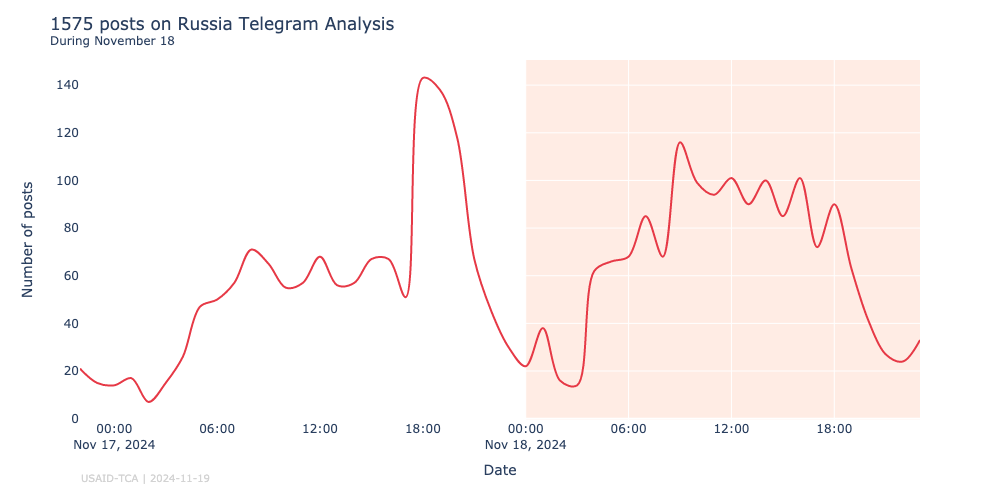 1575 posts on Russia Telegram Analysis
During November 18
Number of posts
140
120
100
80
60
40
20
0
00:00 06:00 12:00 18:00 00:00 06:00 12:00 18:00
Nov 17, 2024 Nov 18, 2024
Date
USAID-TCA | 2024-11-19